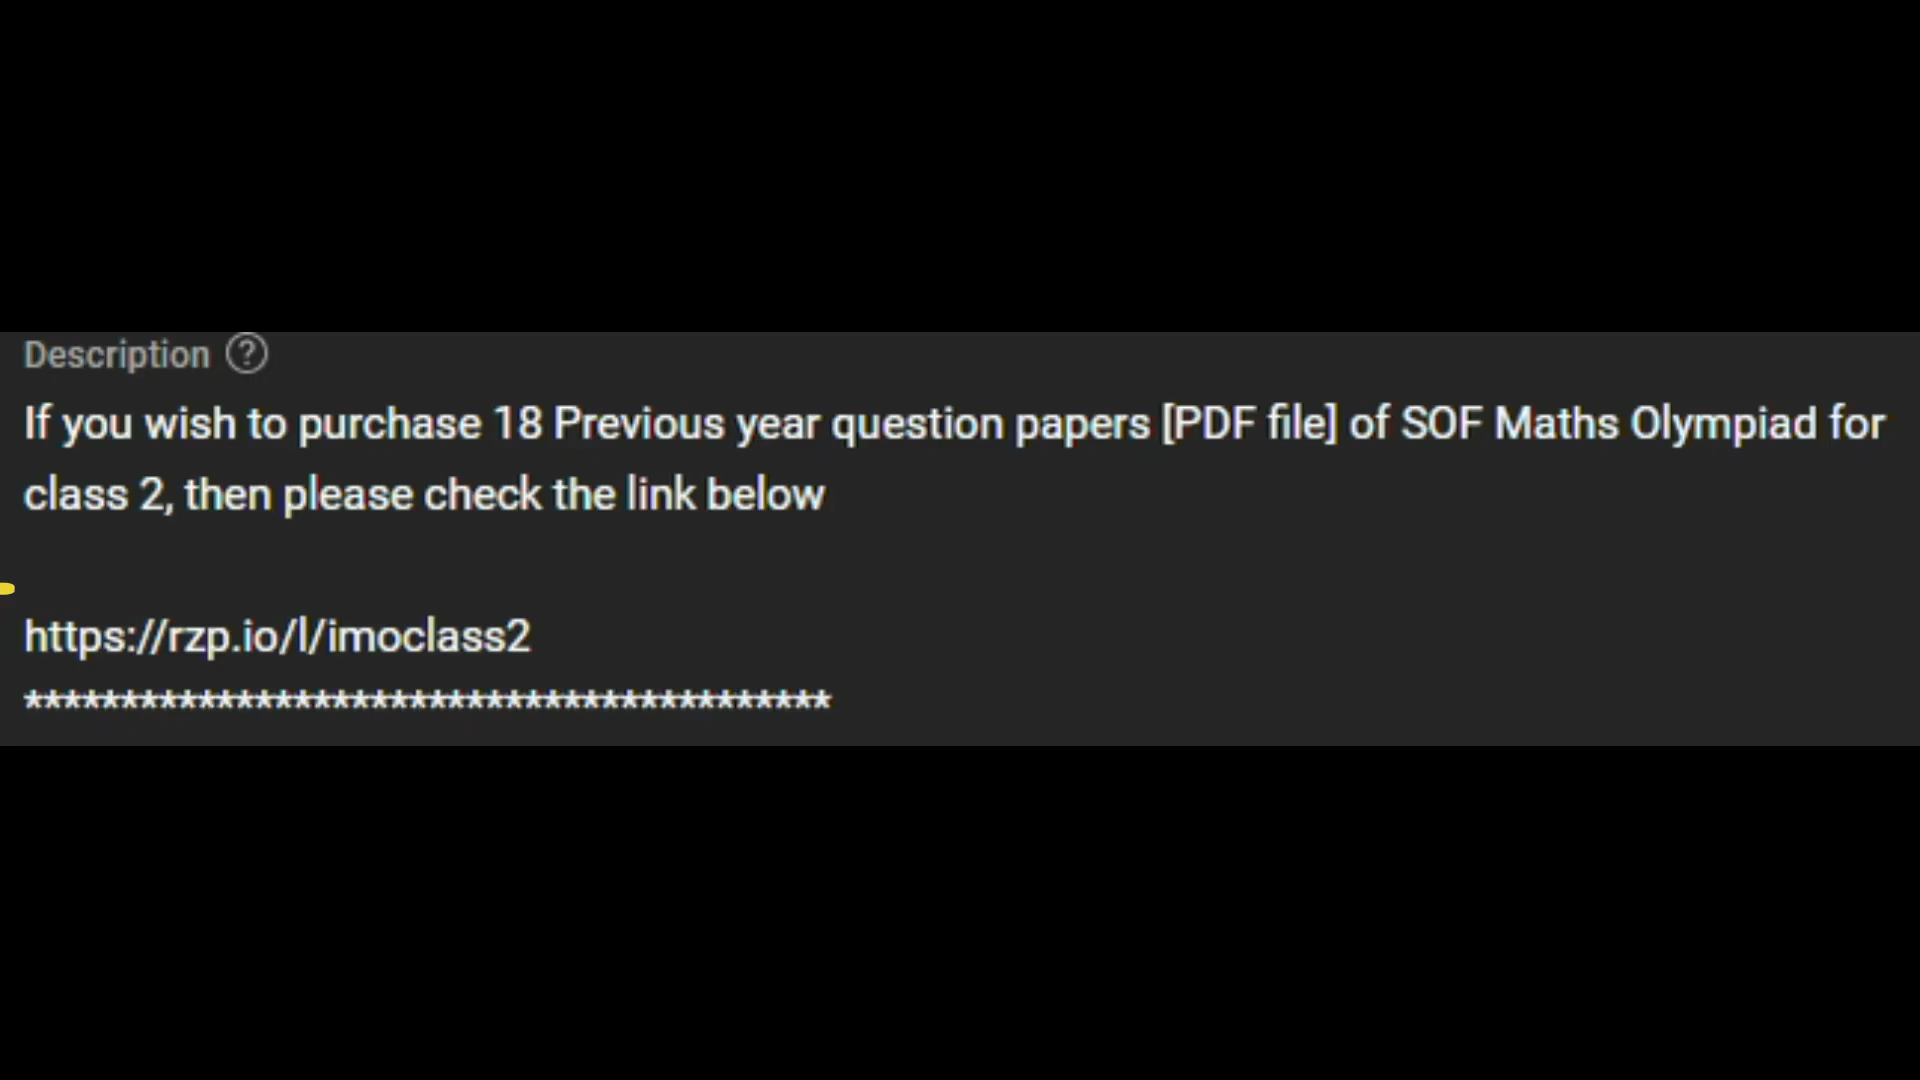 Description ?
If you wish to purchase 18 Previous year question papers [PDF file] of SOF Maths Olympiad for
class 2, then please check the link below
https://rzp.io/l/imoclass2
******************************************